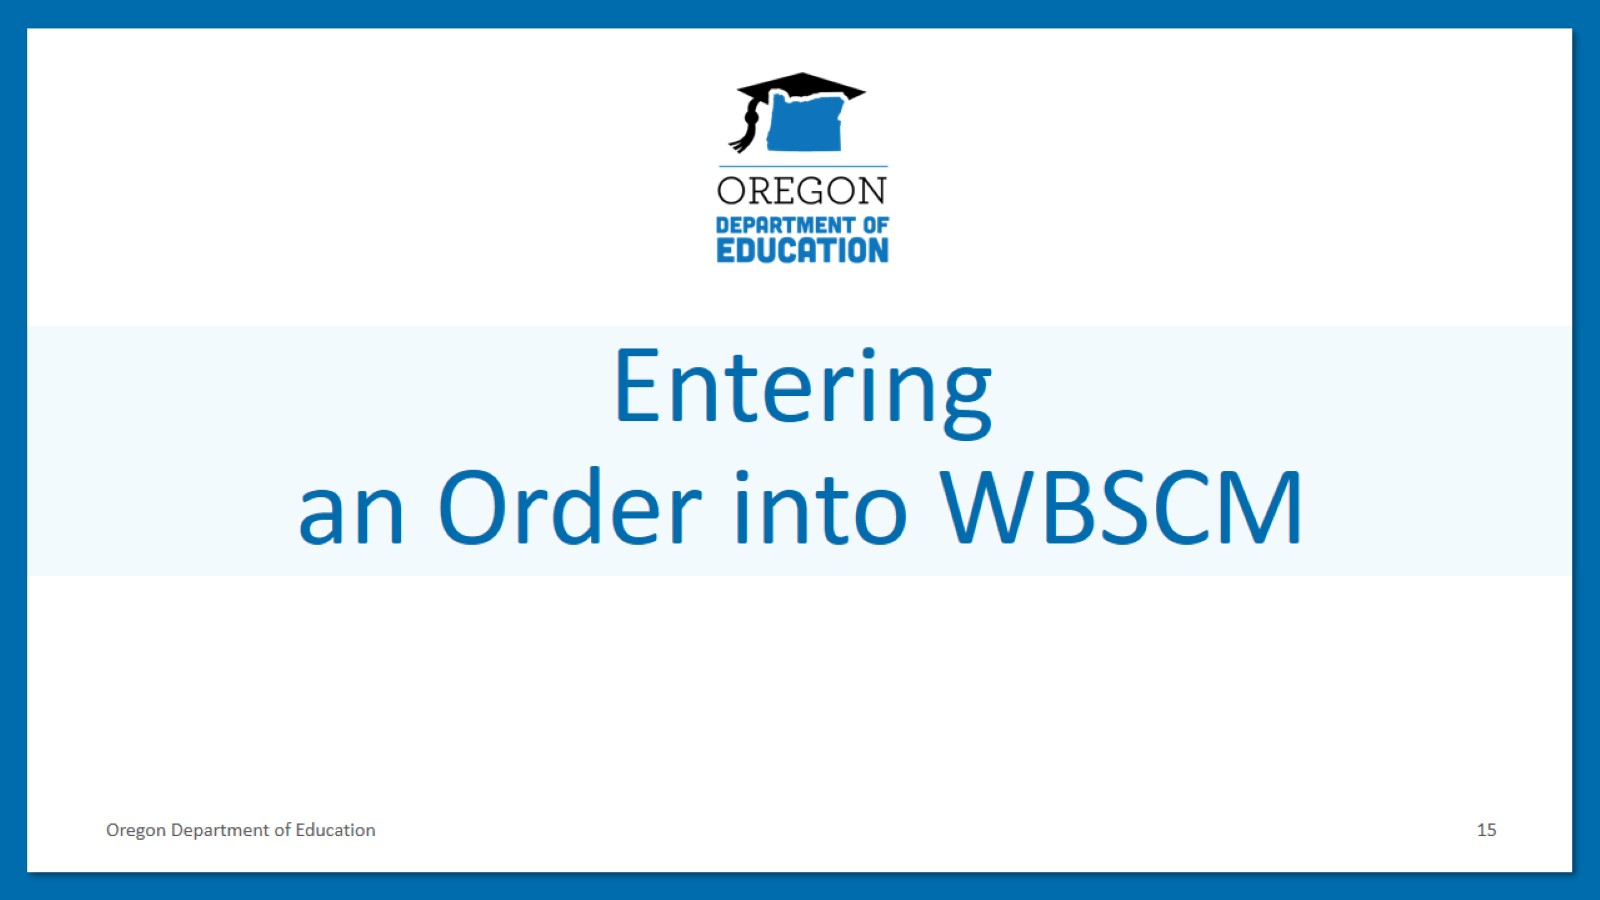 OREGON
DEPARTMENT OF
EDUCATION
Entering
an Order into WBSCM
Oregon Department of Education
15